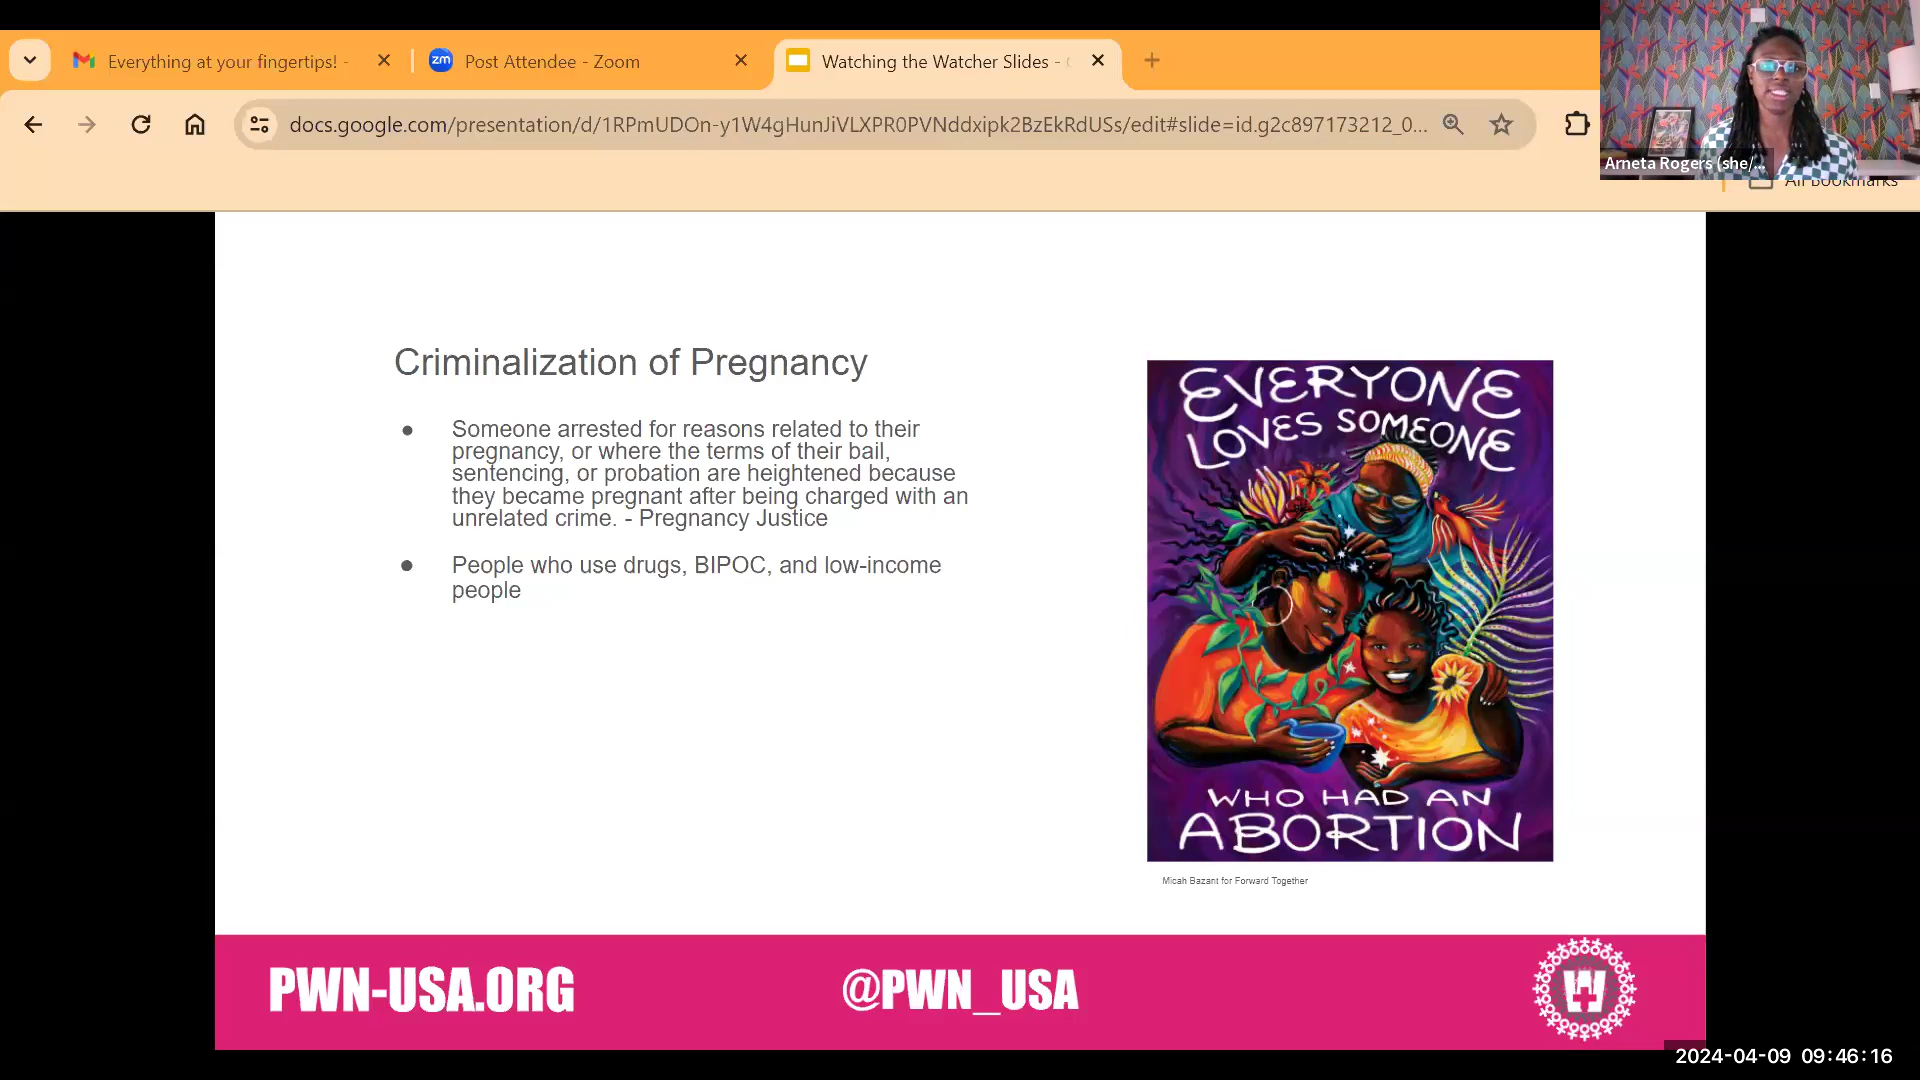 Everything at your fingertips! -
Post Attendee - Zoom
Watching the Watcher Slides -
docs.google.com/presentation/d/1RPmUDOn-y1W4gHunJiVLXPR0PVNddxipk2BzEkRdUSs/edit#slide=id.g2c897173212_0...
Arneta Rogers (she/...
All Bookmarks
Criminalization of Pregnancy
● Someone arrested for reasons related to their
pregnancy, or where the terms of their bail,
sentencing, or probation are heightened because
they became pregnant after being charged with an
unrelated crime. - Pregnancy Justice
● People who use drugs, BIPOC, and low-income
people
EVERYONE
LOVES SOMEONE
WHO HAD AN
ABORTION
Micah Bazant for Forward Together
PWN-USA.ORG
@PWN_USA
2024-04-09 09:46:16